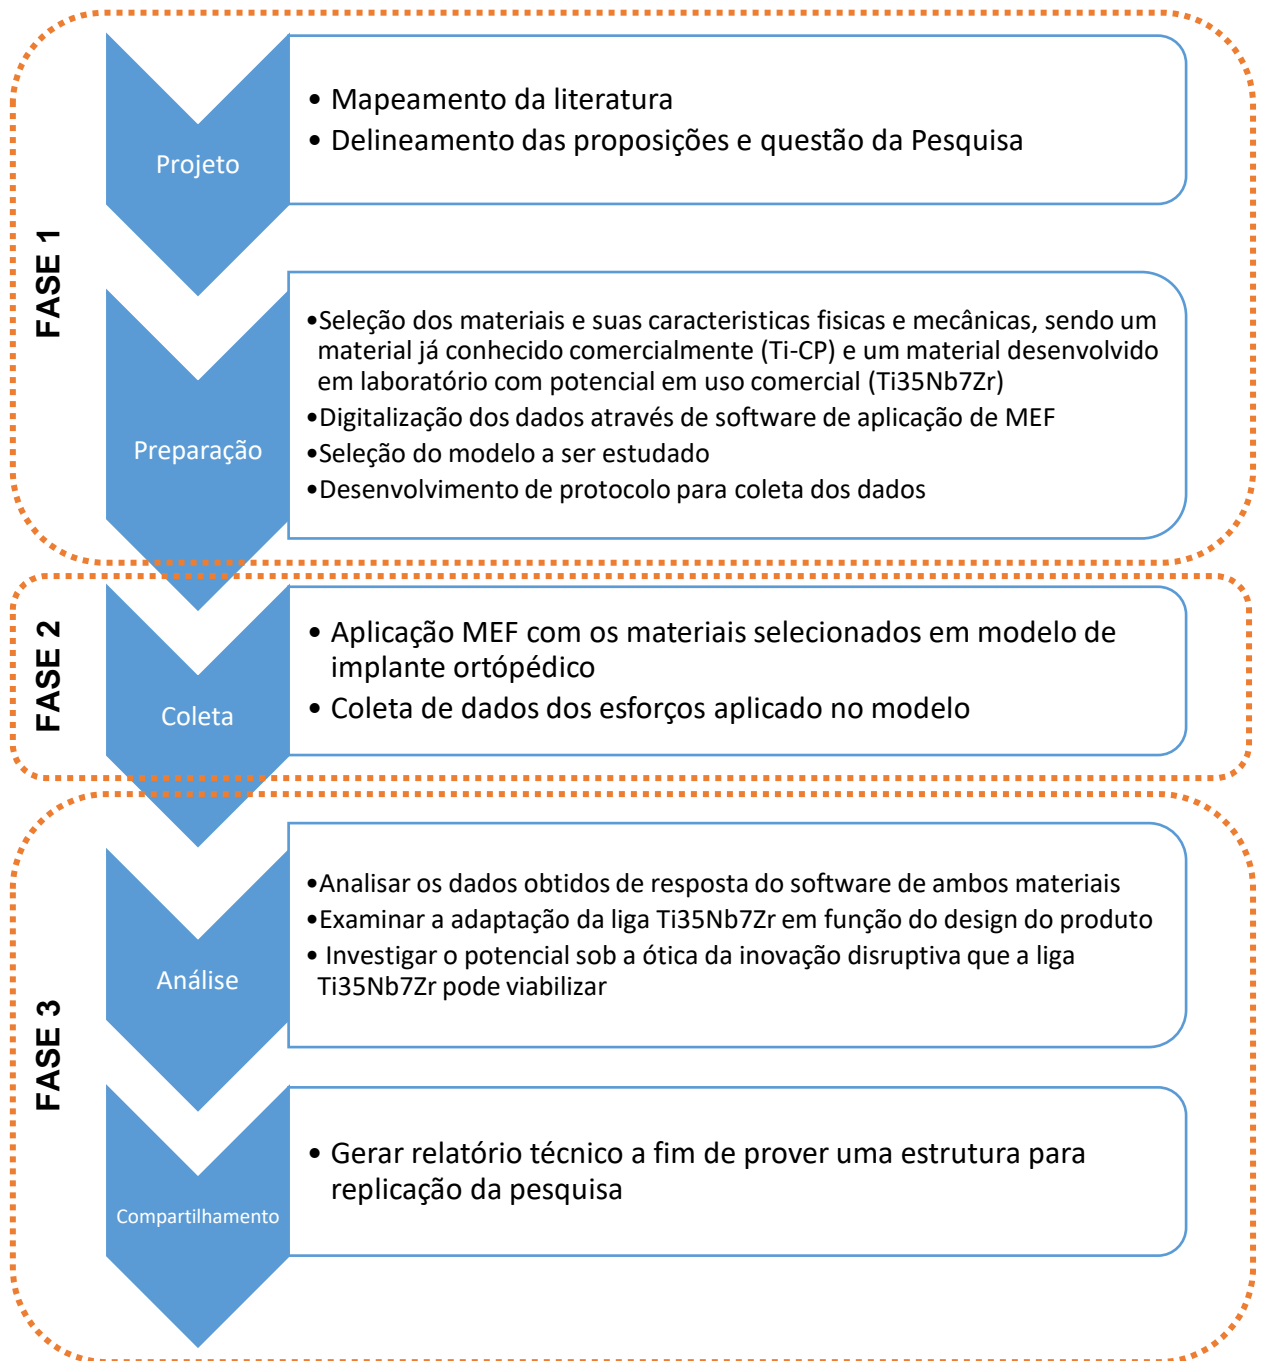 FASE 1
Projeto
• Mapeamento da literatura
• Delineamento das proposições e questão da Pesquisa
Preparação
•Seleção dos materiais e suas caracteristicas fisicas e mecânicas, sendo um
material já conhecido comercialmente (Ti-CP) e um material desenvolvido
em laboratório com potencial em uso comercial (Ti35Nb7Zr)
•Digitalização dos dados através de software de aplicação de MEF
•Seleção do modelo a ser estudado
•Desenvolvimento de protocolo para coleta dos dados
FASE 2
Coleta
• Aplicação MEF com os materiais selecionados em modelo de
implante ortópédico
• Coleta de dados dos esforços aplicado no modelo
FASE 3
Análise
•Analisar os dados obtidos de resposta do software de ambos materiais
•Examinar a adaptação da liga Ti35Nb7Zr em função do design do produto
• Investigar o potencial sob a ótica da inovação disruptiva que a liga
Ti35Nb7Zr pode viabilizar
Compartilhamento
• Gerar relatório técnico a fim de prover uma estrutura para
replicação da pesquisa